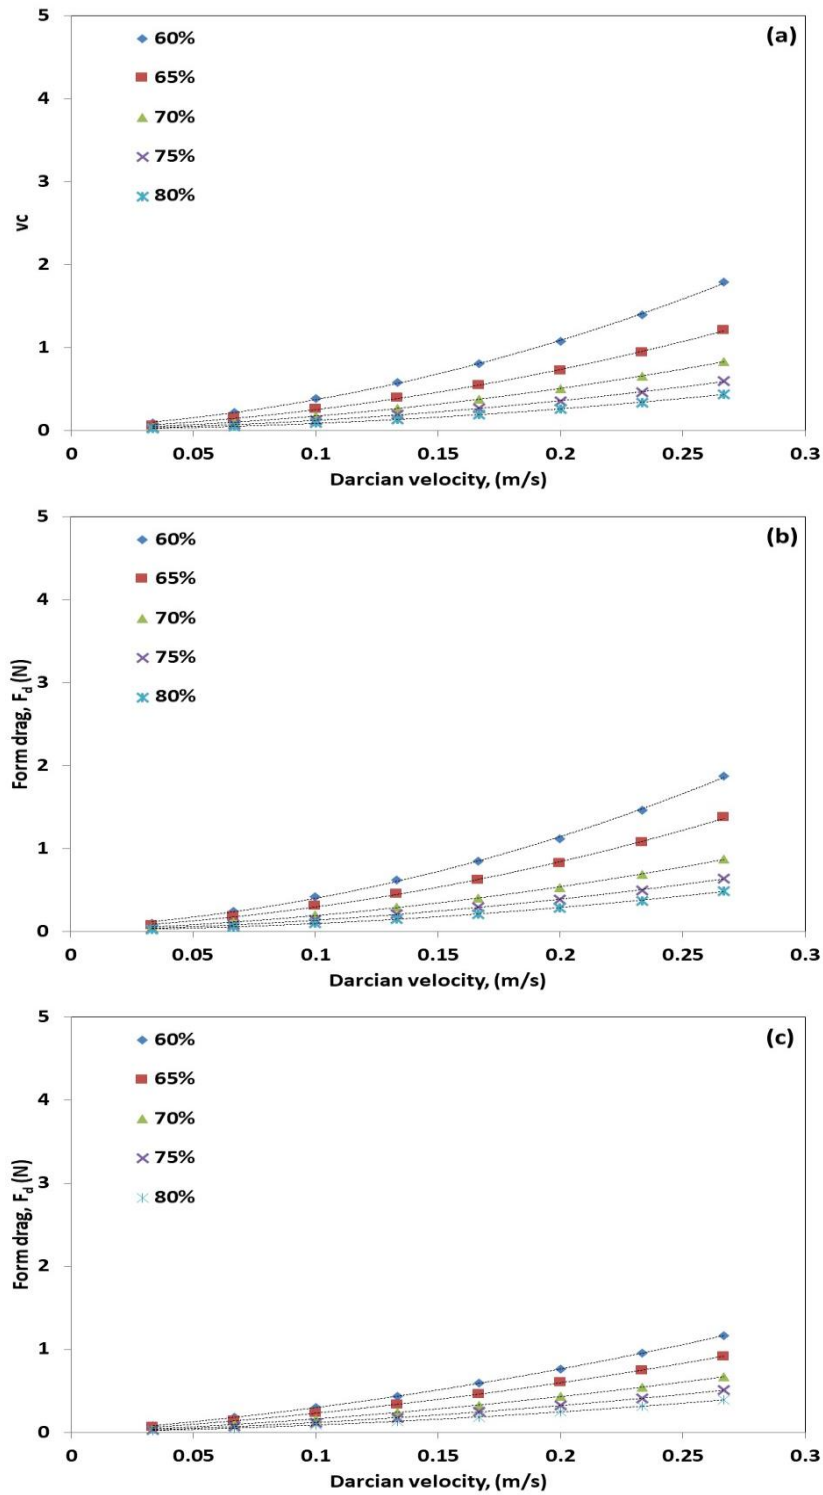 5
(a)
60%
4
65%
70%
3
75%
80%
vc
2
1
0
0 0.05 0.1 0.15 0.2 0.25 0.3
Darcian velocity, (m/s)
5
(b)
60%
4
65%
70%
3
75%
80%
Form drag, Fd (N)
2
1
0
0 0.05 0.1 0.15 0.2 0.25 0.3
Darcian velocity, (m/s)
5
(c)
60%
4
65%
70%
3
75%
80%
Form drag, Fd (N)
2
1
0
0 0.05 0.1 0.15 0.2 0.25 0.3
Darcian velocity, (m/s)